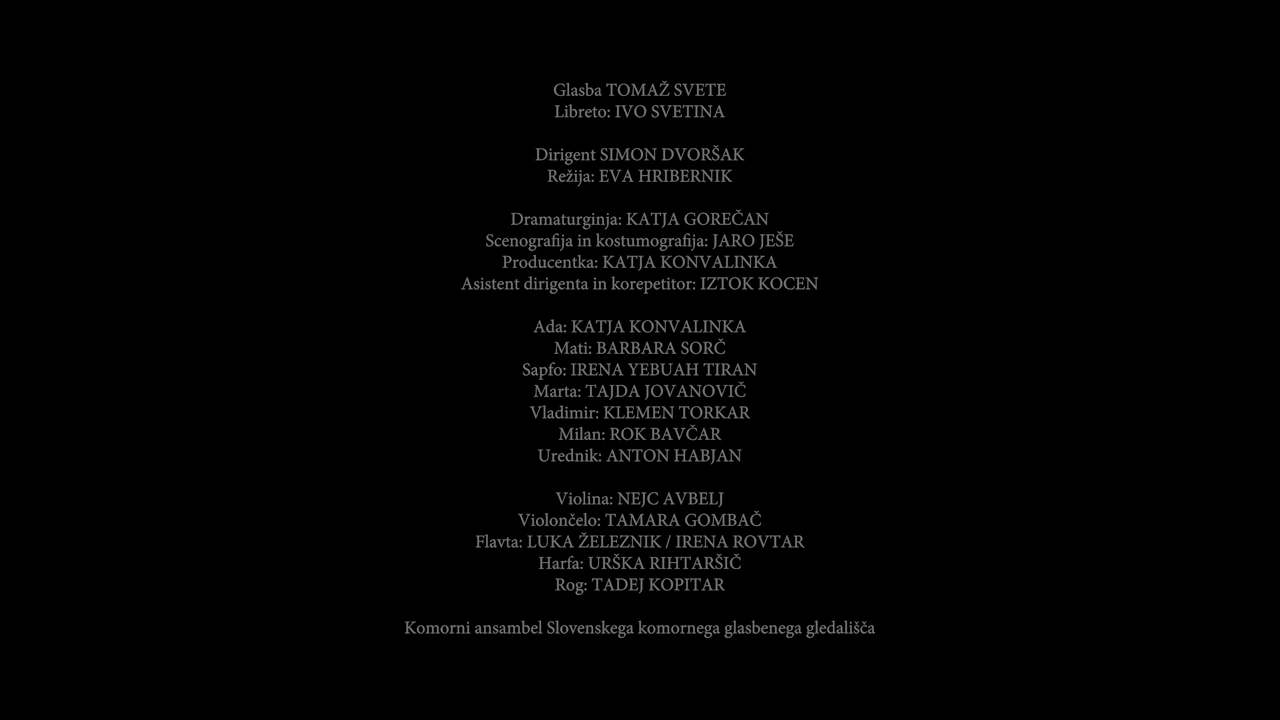 Glasba TOMAŽ SVETE
Libreto: IVO SVETINA
Dirigent SIMON DVORŠAK
Režija: EVA HRIBERNIK
Dramaturginja: KATJA GOREČAN
Scenografija in kostumografija: JARO JEŠE
Producentka: KATJA KONVALINKA
Asistent dirigenta in korepetitor: IZTOK KOCEN
Ada: KATJA KONVALINKA
Mati: BARBARA SORČ
Sapfo: IRENA YEBUAH TIRAN
Marta: TAJDA JOVANOVIČ
Vladimir: KLEMEN TORKAR
Milan: ROK BAVČAR
Urednik: ANTON HABJAN
Violina: NEJC AVBELJ
Violončelo: TAMARA GOMBAČ
Flavta: LUKA ŽELEZNIK / IRENA ROVTAR
Harfa: URŠKA RIHTARŠIČ
Rog: TADEJ KOPITAR
Komorni ansambel Slovenskega komornega glasbenega gledališča